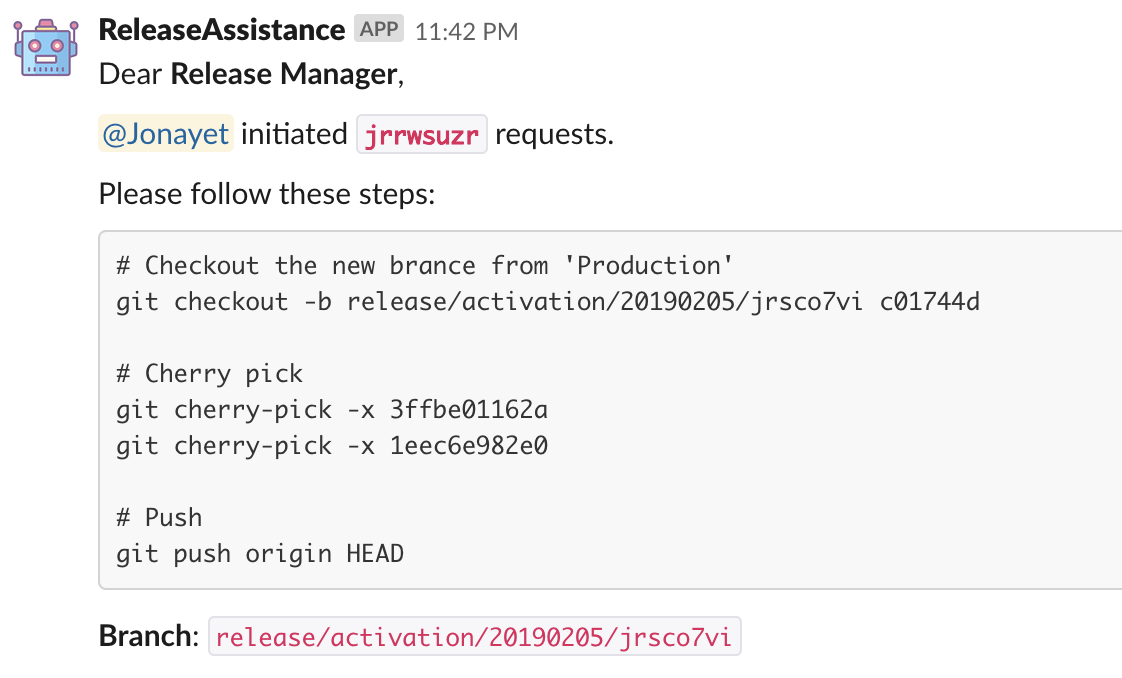 ReleaseAssistance APP 11:42 PM
Dear Release Manager,
@Jonayet initiated jrrwsuzr requests.
Please follow these steps:
# Checkout the new brance from 'Production'
git checkout -b release/activation/20190205/jrsco7vi c01744d
# Cherry pick
git cherry-pick -x 3ffbe01162a
git cherry-pick -x 1eec6e982e0
# Push
git push origin HEAD
Branch: release/activation/20190205/jrsco7vi